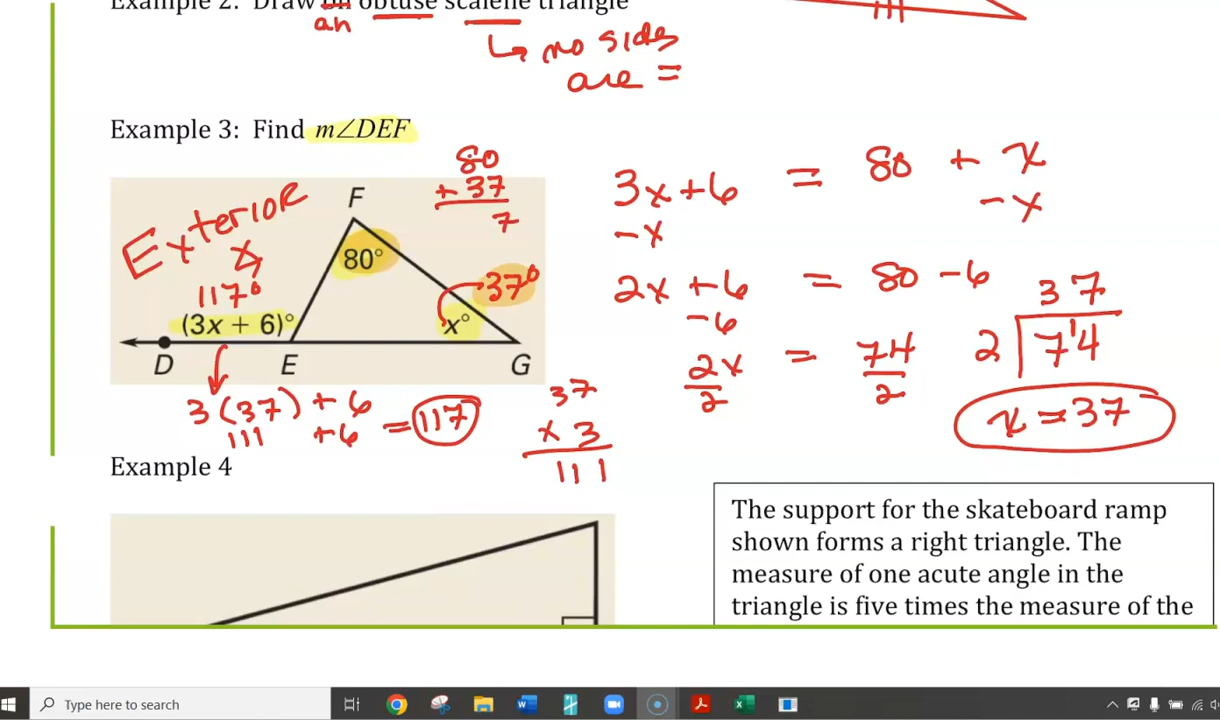 Example 2: Draw an obtuse scalene triangle
an
no sides
are =
Example 3: Find m∠DEF
80
+ 37
7
3x+6 = 80 + x
-x -x
2x+6 = 80 -6
-6
2x = 74
2 2
37
2 74
1
x = 37
Exterior
∠
117°
F
80°
37°
(3x + 6)°
x°
D E G
3(37) + 6 = 117
111 +6
37
x 3
111
Example 4
The support for the skateboard ramp
shown forms a right triangle. The
measure of one acute angle in the
triangle is five times the measure of the
Type here to search